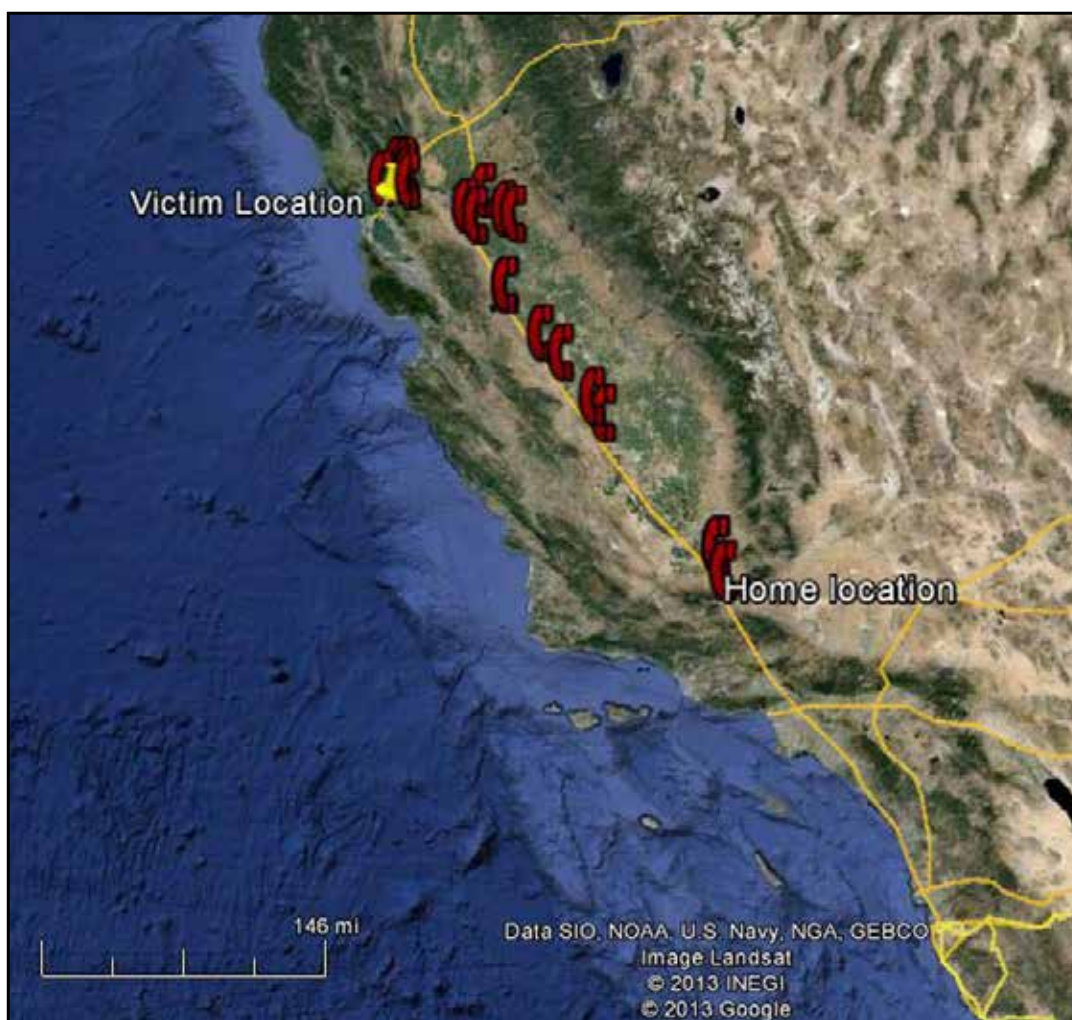 Victim Location
Home location
146 mi
Data SIO, NOAA, U.S. Navy, NGA, GEBCO
Image Landsat
© 2013 INEGI
© 2013 Google